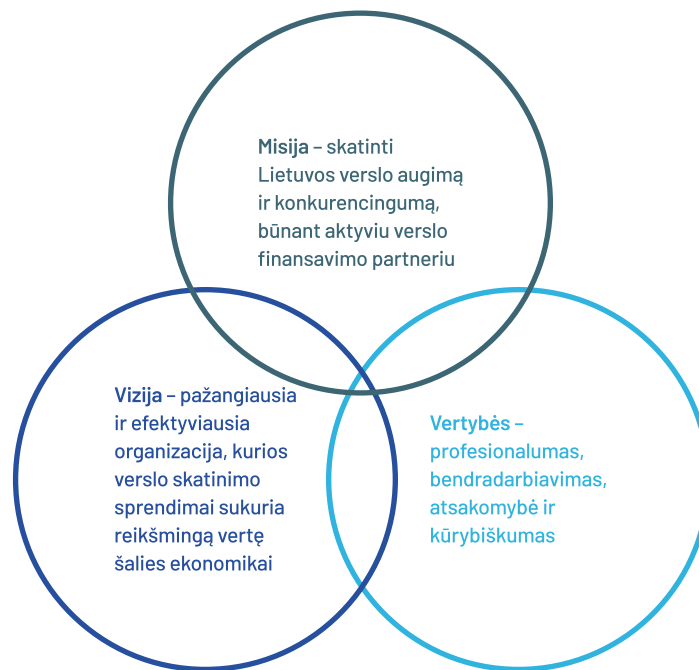 Misija – skatinti
Lietuvos verslo augimą
ir konkurencingumą,
būnant aktyviu verslo
finansavimo partneriu
Vizija – pažangiausia
ir efektyviausia
organizacija, kurios
verslo skatinimo
sprendimai sukuria
reikšmingą vertę
šalies ekonomikai
Vertybės –
profesionalumas,
bendradarbiavimas,
atsakomybė ir
kūrybiškumas